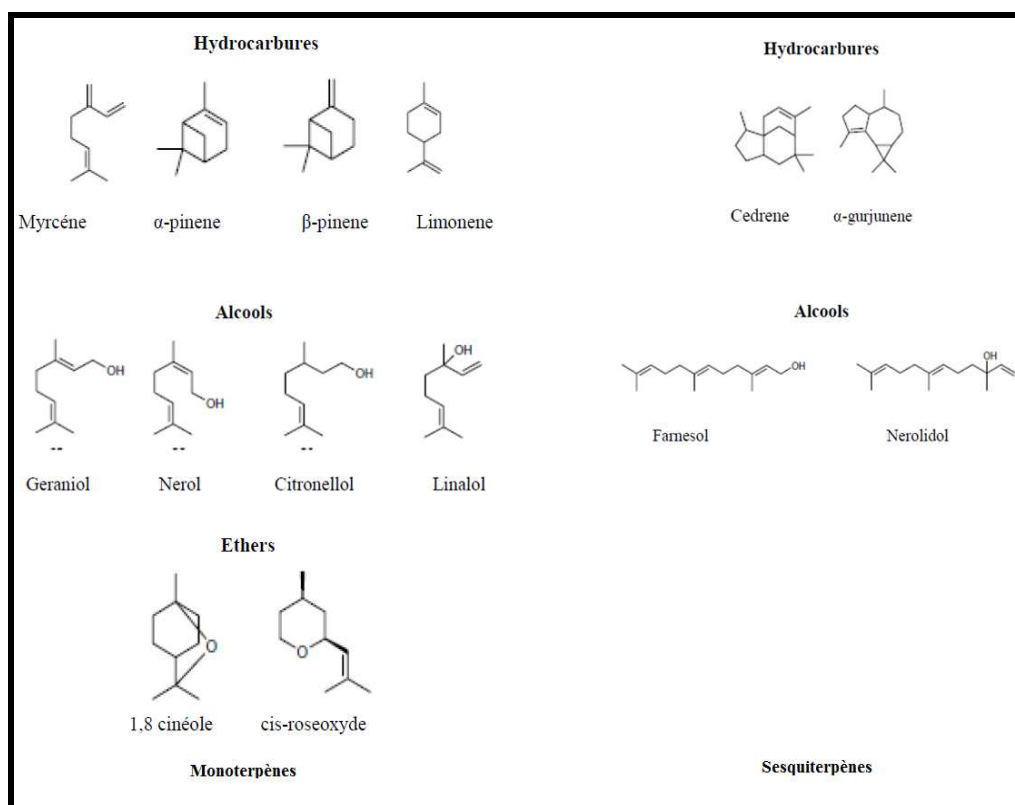 Hydrocarbures
Myrcéne α-pinene β-pinene Limonene
Alcools
OH OH OH OH
Geraniol Nerol Citronellol Linalol
Ethers
O O
1,8 cinéole cis-roseoxyde
Monoterpènes
Hydrocarbures
Cedrene α-gurjunene
Alcools
OH OH
Farnesol Nerolidol
Sesquiterpènes